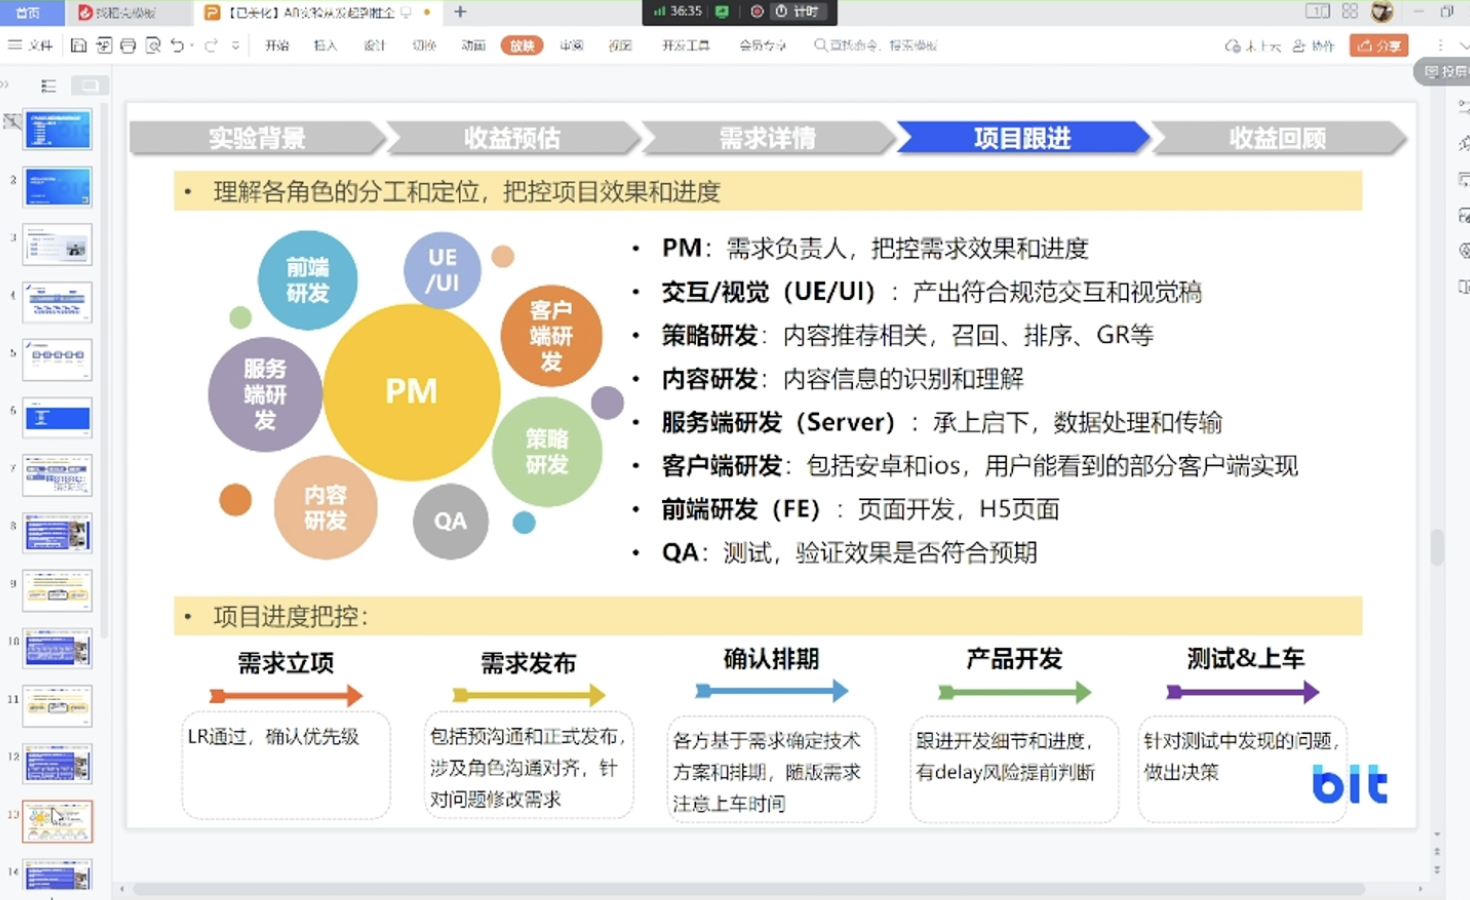 首页
找稻壳模板
【已美化】AB实验从发起到推全
36:35
计时
文件
开始
插入
设计
切换
动画
放映
审阅
视图
开发工具
会员专享
查找命令、搜索模板
未上云
协作
分享
投屏
实验背景
收益预估
需求详情
项目跟进
收益回顾
• 理解各角色的分工和定位，把控项目效果和进度
前端
研发
UE
/UI
客户
端研
发
服务
端研
发
PM
策略
研发
内容
研发
QA
• PM：需求负责人，把控需求效果和进度
• 交互/视觉（UE/UI）：产出符合规范交互和视觉稿
• 策略研发：内容推荐相关，召回、排序、GR等
• 内容研发：内容信息的识别和理解
• 服务端研发（Server）：承上启下，数据处理和传输
• 客户端研发：包括安卓和ios，用户能看到的部分客户端实现
• 前端研发（FE）：页面开发，H5页面
• QA：测试，验证效果是否符合预期
• 项目进度把控：
需求立项
LR通过，确认优先级
需求发布
包括预沟通和正式发布，
涉及角色沟通对齐，针
对问题修改需求
确认排期
各方基于需求确定技术
方案和排期，随版需求
注意上车时间
产品开发
跟进开发细节和进度，
有delay风险提前判断
测试&上车
针对测试中发现的问题，
做出决策
bit
2
3
4
5
6
7
8
9
10
11
12
13
14